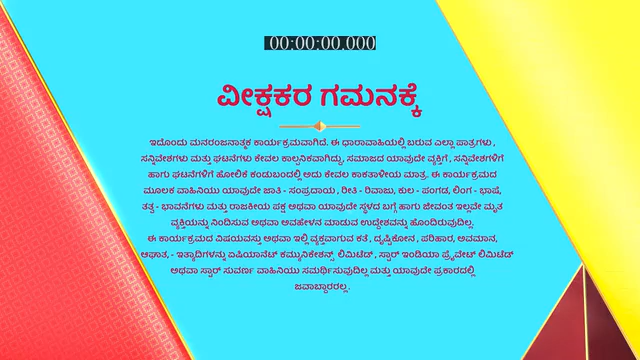 00:00:00.000
ವೀಕ್ಷಕರ ಗಮನಕ್ಕೆ
ಇದೊಂದು ಮನರಂಜನಾತ್ಮಕ ಕಾರ್ಯಕ್ರಮವಾಗಿದೆ. ಈ ಧಾರಾವಾಹಿಯಲ್ಲಿ ಬರುವ ಎಲ್ಲಾ ಪಾತ್ರಗಳು ,
ಸನ್ನಿವೇಶಗಳು ಮತ್ತು ಘಟನೆಗಳು ಕೇವಲ ಕಾಲ್ಪನಿಕವಾಗಿದ್ದು, ಸಮಾಜದ ಯಾವುದೇ ವ್ಯಕ್ತಿಗೆ , ಸನ್ನಿವೇಶಗಳಿಗೆ
ಹಾಗು ಘಟನೆಗಳಿಗೆ ಹೋಲಿಕೆ ಕಂಡುಬಂದಲ್ಲಿ ಅದು ಕೇವಲ ಕಾಕತಾಳೀಯ ಮಾತ್ರ. ಈ ಕಾರ್ಯಕ್ರಮದ
ಮೂಲಕ ವಾಹಿನಿಯು ಯಾವುದೇ ಜಾತಿ - ಸಂಪ್ರದಾಯ , ರೀತಿ - ರಿವಾಜು, ಕುಲ - ಪಂಗಡ, ಲಿಂಗ - ಭಾಷೆ,
ತತ್ವ - ಭಾವನೆಗಳು ಮತ್ತು ರಾಜಕೀಯ ಪಕ್ಷ ಅಥವಾ ಯಾವುದೇ ಸ್ಥಳದ ಬಗ್ಗೆ ಹಾಗು ಜೀವಂತ ಇಲ್ಲವೇ ಮೃತ
ವ್ಯಕ್ತಿಯನ್ನು ನಿಂದಿಸುವ ಅಥವಾ ಅವಹೇಳನ ಮಾಡುವ ಉದ್ದೇಶವನ್ನು ಹೊಂದಿರುವುದಿಲ್ಲ.
ಈ ಕಾರ್ಯಕ್ರಮದ ವಿಷಯವಸ್ತು ಅಥವಾ ಇಲ್ಲಿ ವ್ಯಕ್ತವಾಗುವ ಕತೆ , ದೃಷ್ಟಿಕೋನ , ಪರಿಹಾರ, ಅವಮಾನ,
ಆಘಾತ, - ಇತ್ಯಾದಿಗಳನ್ನು ಏಷಿಯಾನೆಟ್ ಕಮ್ಯುನಿಕೇಶನ್ಸ್ ಲಿಮಿಟೆಡ್ , ಸ್ಟಾರ್ ಇಂಡಿಯಾ ಪ್ರೈವೇಟ್ ಲಿಮಿಟೆಡ್
ಅಥವಾ ಸ್ಟಾರ್ ಸುವರ್ಣ ವಾಹಿನಿಯು ಸಮರ್ಥಿಸುವುದಿಲ್ಲ ಮತ್ತು ಯಾವುದೇ ಪ್ರಕಾರದಲ್ಲಿ
ಜವಾಬ್ದಾರರಲ್ಲ.